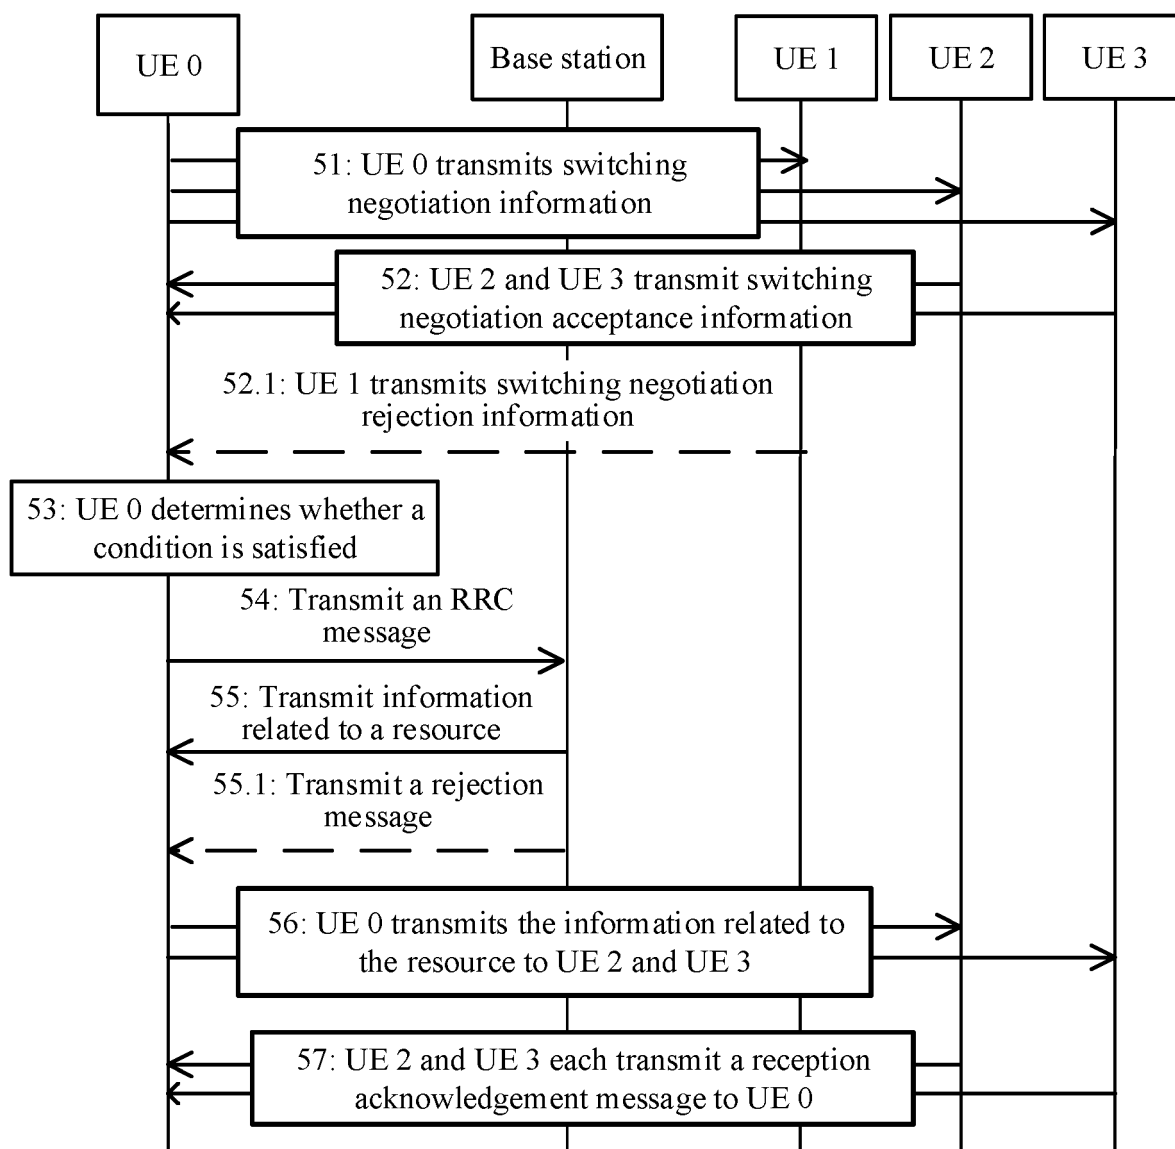 UE 0
Base station
UE 1
UE 2
UE 3
51: UE 0 transmits switching
negotiation information
52: UE 2 and UE 3 transmit switching
negotiation acceptance information
52.1: UE 1 transmits switching negotiation
rejection information
53: UE 0 determines whether a
condition is satisfied
54: Transmit an RRC
message
55: Transmit information
related to a resource
55.1: Transmit a rejection
message
56: UE 0 transmits the information related to
the resource to UE 2 and UE 3
57: UE 2 and UE 3 each transmit a reception
acknowledgement message to UE 0